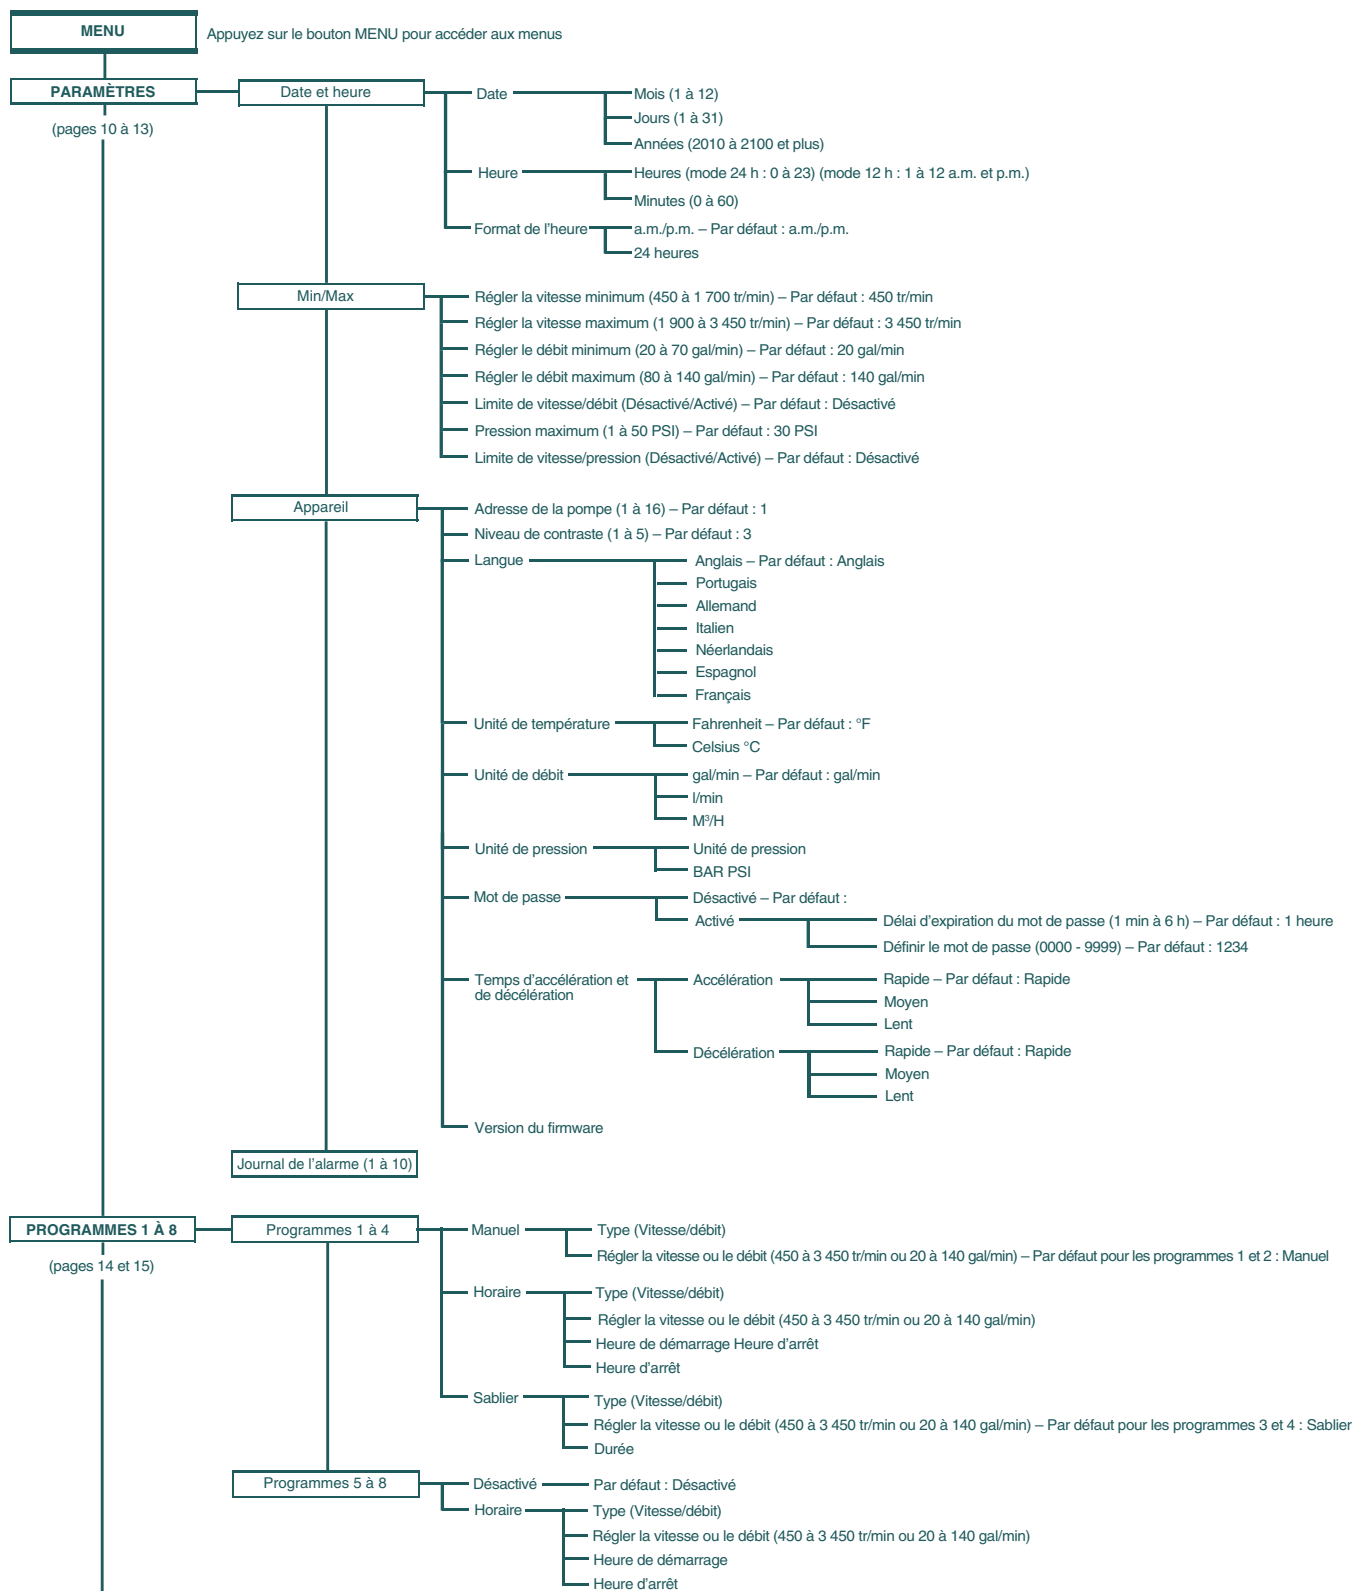 MENU
Appuyez sur le bouton MENU pour accéder aux menus
PARAMÈTRES
(pages 10 à 13)
Date et heure
Date
Mois (1 à 12)
Jours (1 à 31)
Années (2010 à 2100 et plus)
Heure
Heures (mode 24 h : 0 à 23) (mode 12 h : 1 à 12 a.m. et p.m.)
Minutes (0 à 60)
Format de l'heure
a.m./p.m. – Par défaut : a.m./p.m.
24 heures
Min/Max
Régler la vitesse minimum (450 à 1 700 tr/min) – Par défaut : 450 tr/min
Régler la vitesse maximum (1 900 à 3 450 tr/min) – Par défaut : 3 450 tr/min
Régler le débit minimum (20 à 70 gal/min) – Par défaut : 20 gal/min
Régler le débit maximum (80 à 140 gal/min) – Par défaut : 140 gal/min
Limite de vitesse/débit (Désactivé/Activé) – Par défaut : Désactivé
Pression maximum (1 à 50 PSI) – Par défaut : 30 PSI
Limite de vitesse/pression (Désactivé/Activé) – Par défaut : Désactivé
Appareil
Adresse de la pompe (1 à 16) – Par défaut : 1
Niveau de contraste (1 à 5) – Par défaut : 3
Langue
Anglais – Par défaut : Anglais
Portugais
Allemand
Italien
Néerlandais
Espagnol
Français
Unité de température
Fahrenheit – Par défaut : °F
Celsius °C
Unité de débit
gal/min – Par défaut : gal/min
l/min
M³/H
Unité de pression
Unité de pression
BAR PSI
Mot de passe
Désactivé – Par défaut :
Activé
Délai d'expiration du mot de passe (1 min à 6 h) – Par défaut : 1 heure
Définir le mot de passe (0000 - 9999) – Par défaut : 1234
Temps d'accélération et
de décélération
Accélération
Rapide – Par défaut : Rapide
Moyen
Lent
Décélération
Rapide – Par défaut : Rapide
Moyen
Lent
Version du firmware
Journal de l'alarme (1 à 10)
PROGRAMMES 1 À 8
(pages 14 et 15)
Programmes 1 à 4
Manuel
Type (Vitesse/débit)
Régler la vitesse ou le débit (450 à 3 450 tr/min ou 20 à 140 gal/min) – Par défaut pour les programmes 1 et 2 : Manuel
Horaire
Type (Vitesse/débit)
Régler la vitesse ou le débit (450 à 3 450 tr/min ou 20 à 140 gal/min)
Heure de démarrage Heure d'arrêt
Heure d'arrêt
Sablier
Type (Vitesse/débit)
Régler la vitesse ou le débit (450 à 3 450 tr/min ou 20 à 140 gal/min) – Par défaut pour les programmes 3 et 4 : Sablier
Durée
Programmes 5 à 8
Désactivé
Par défaut : Désactivé
Horaire
Type (Vitesse/débit)
Régler la vitesse ou le débit (450 à 3 450 tr/min ou 20 à 140 gal/min)
Heure de démarrage
Heure d'arrêt